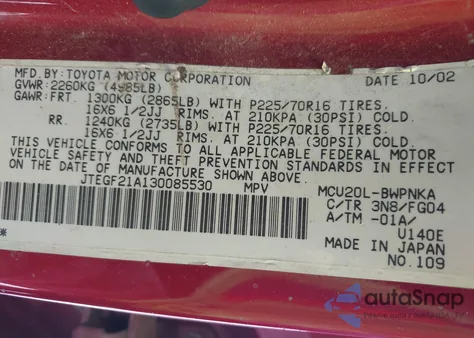 MFD. BY: TOYOTA MOTOR CORPORATION DATE 10/02
GVWR: 2260KG (4985LB)
GAWR: FRT. 1300KG (2865LB) WITH P225/70R16 TIRES.
16X6 1/2JJ RIMS. AT 210KPA (30PSI) COLD.
RR. 1240KG (2735LB) WITH P225/70R16 TIRES.
16X6 1/2JJ RIMS. AT 210KPA (30PSI) COLD.
THIS VEHICLE CONFORMS TO ALL APPLICABLE FEDERAL MOTOR
VEHICLE SAFETY AND THEFT PREVENTION STANDARDS IN EFFECT
ON THE DATE OF MANUFACTURE SHOWN ABOVE.
JTEGF21A130085530 MPV MCU20L-BWPNKA
C/TR 3N8/FG04
A/TM -01A/
U140E
MADE IN JAPAN
NO.109
*
autoSnap